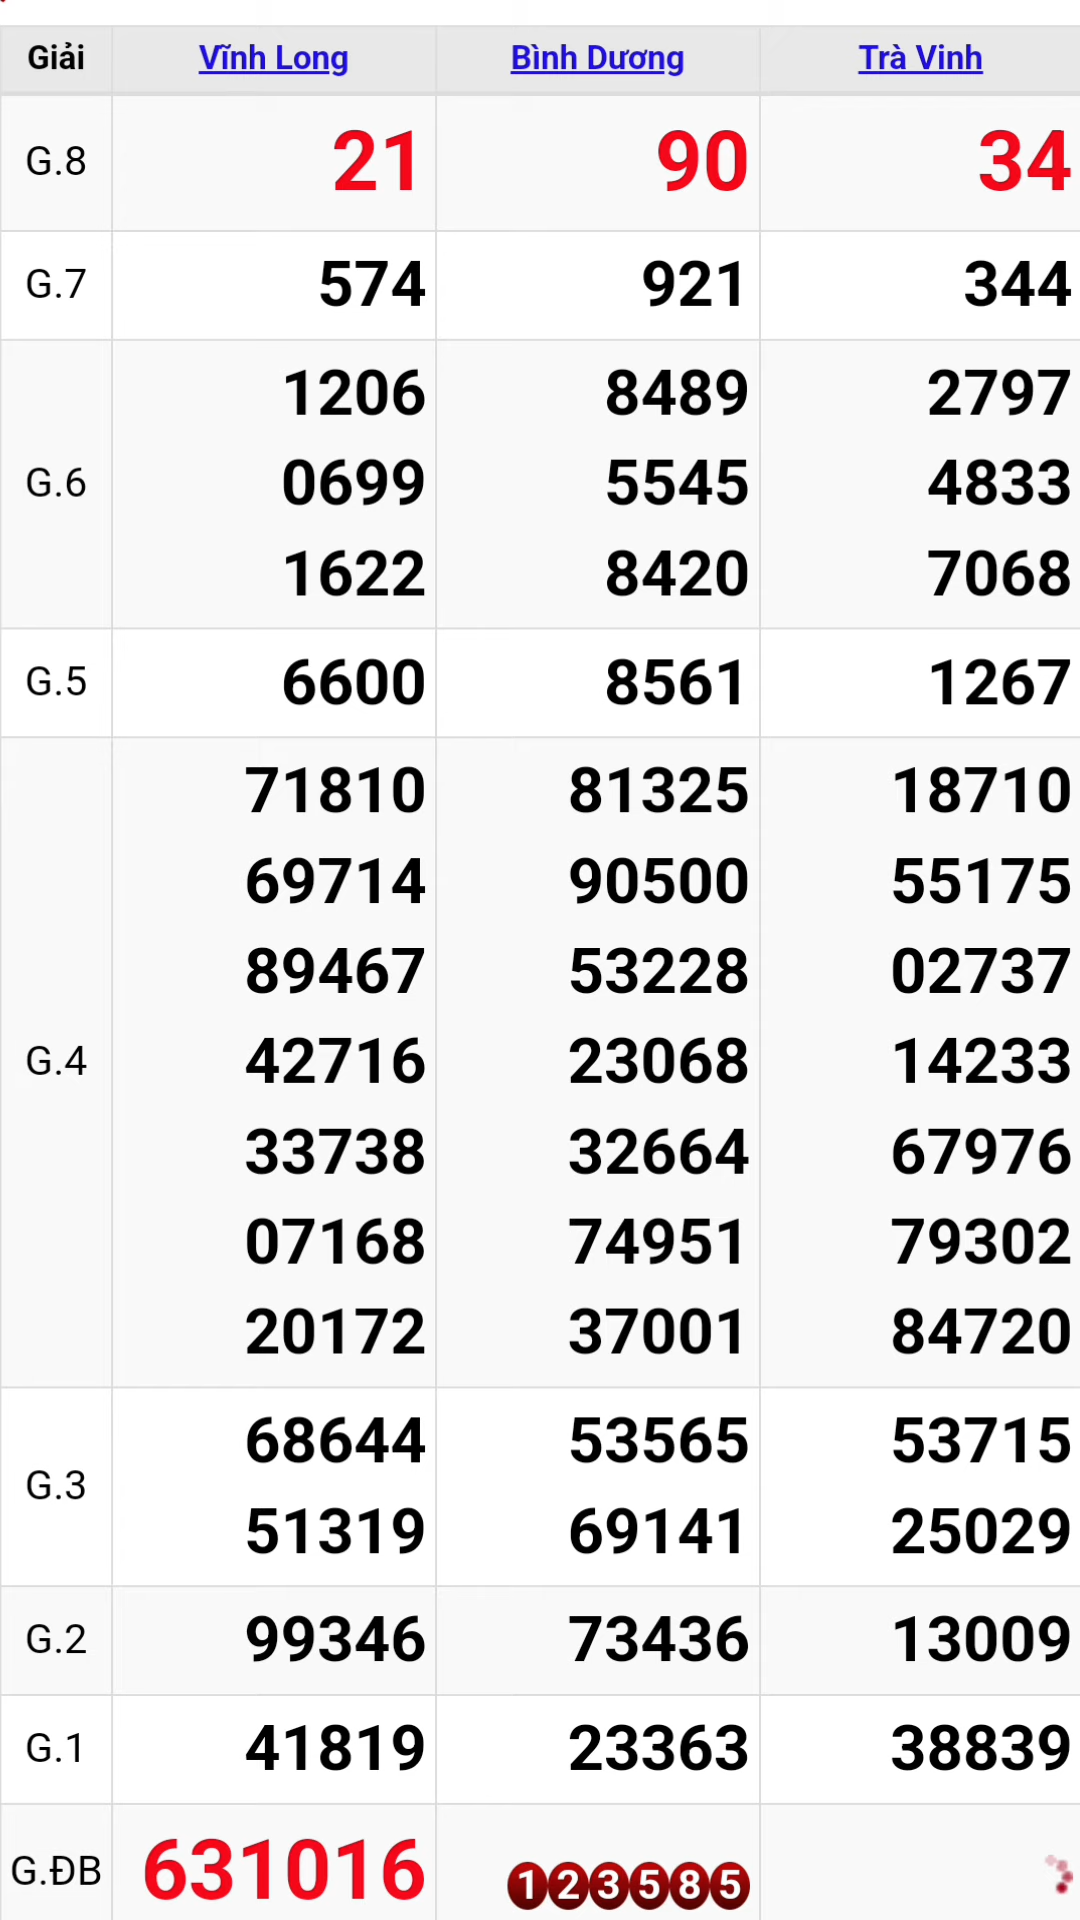 Giải Vĩnh Long Bình Dương Trà Vinh
G.8 21 90 34
G.7 574 921 344
1206 8489 2797
G.6 0699 5545 4833
1622 8420 7068
G.5 6600 8561 1267
71810 81325 18710
69714 90500 55175
89467 53228 02737
G.4 42716 23068 14233
33738 32664 67976
07168 74951 79302
20172 37001 84720
68644 53565 53715
G.3
51319 69141 25029
G.2 99346 73436 13009
G.1 41819 23363 38839
G.ĐB 631016 123585